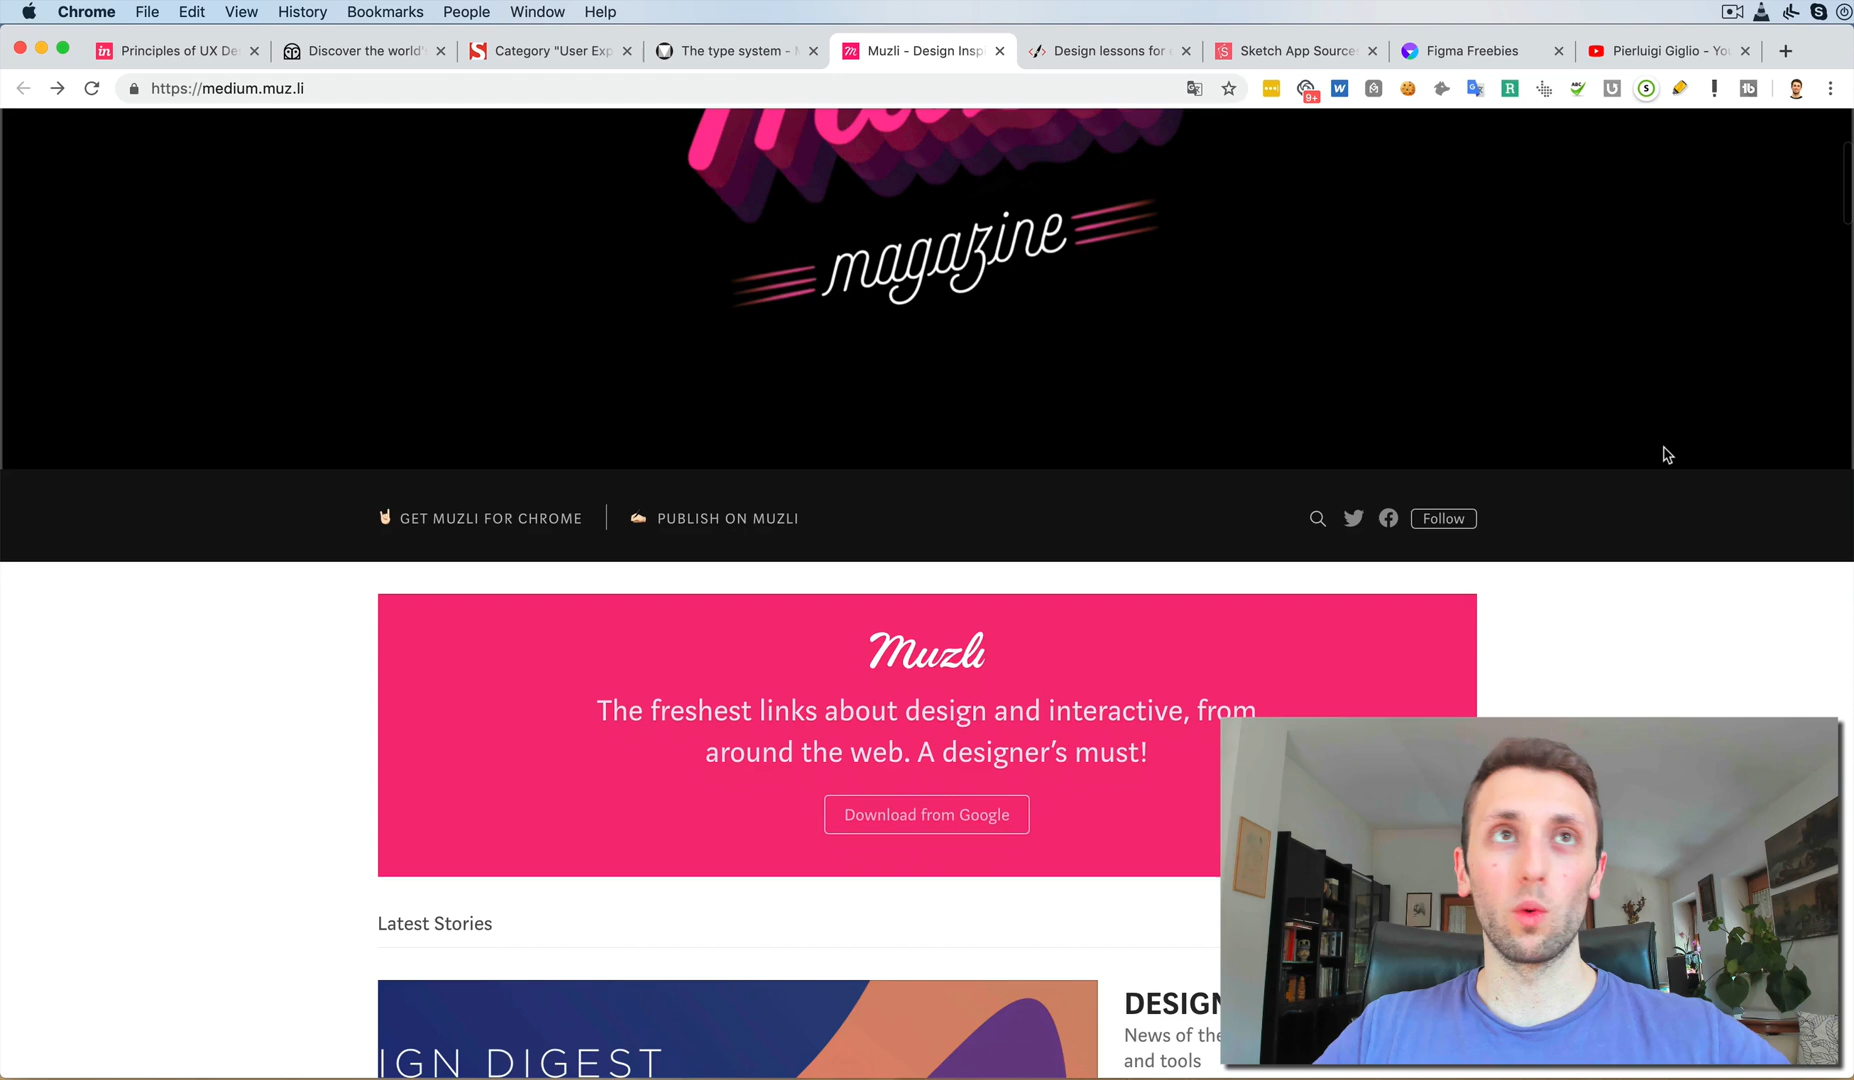 Chrome File Edit View History Bookmarks People Window Help
Principles of UX De
Discover the world'
Category "User Exp
The type system - M
Muzli - Design Inspi
Design lessons for
Sketch App Source
Figma Freebies
Pierluigi Giglio - You
https://medium.muz.li
magazine
GET MUZLI FOR CHROME
PUBLISH ON MUZLI
Follow
Muzli
The freshest links about design and interactive, from
around the web. A designer's must!
Download from Google
Latest Stories
IGN DIGEST
DESIGN
News of the
and tools